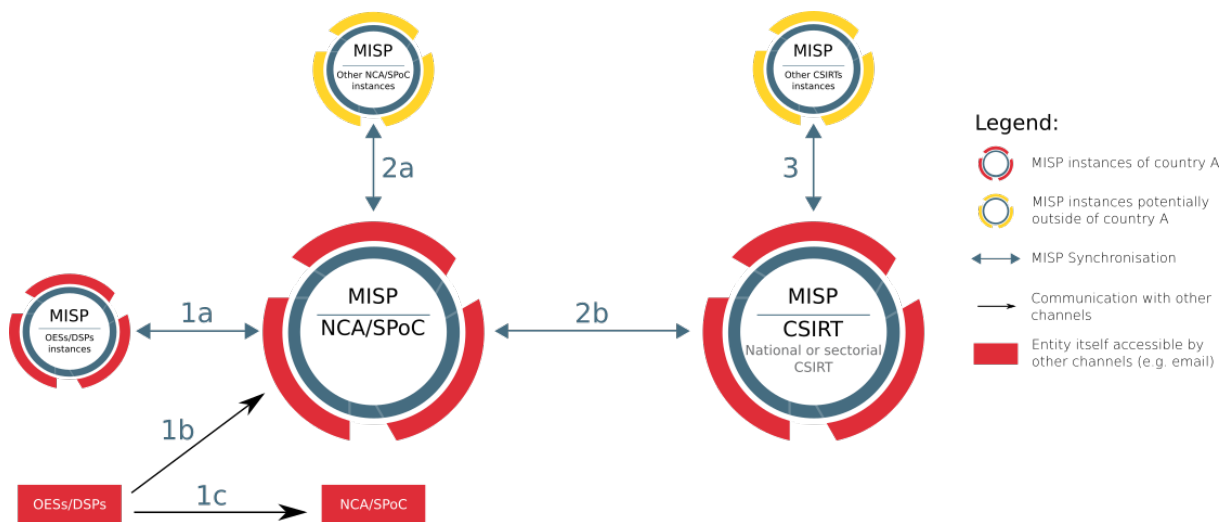 MISP
Other NCA/SPoC
instances
MISP
Other CSIRTs
instances
2a
3
Legend:
MISP instances of country A
MISP instances potentially
outside of country A
MISP Synchronisation
Communication with other
channels
Entity itself accessible by
other channels (e.g. email)
MISP
OESs/DSPs
instances
1a
MISP
NCA/SPoC
2b
MISP
CSIRT
National or sectorial
CSIRT
1b
OESs/DSPs
1c
NCA/SPoC